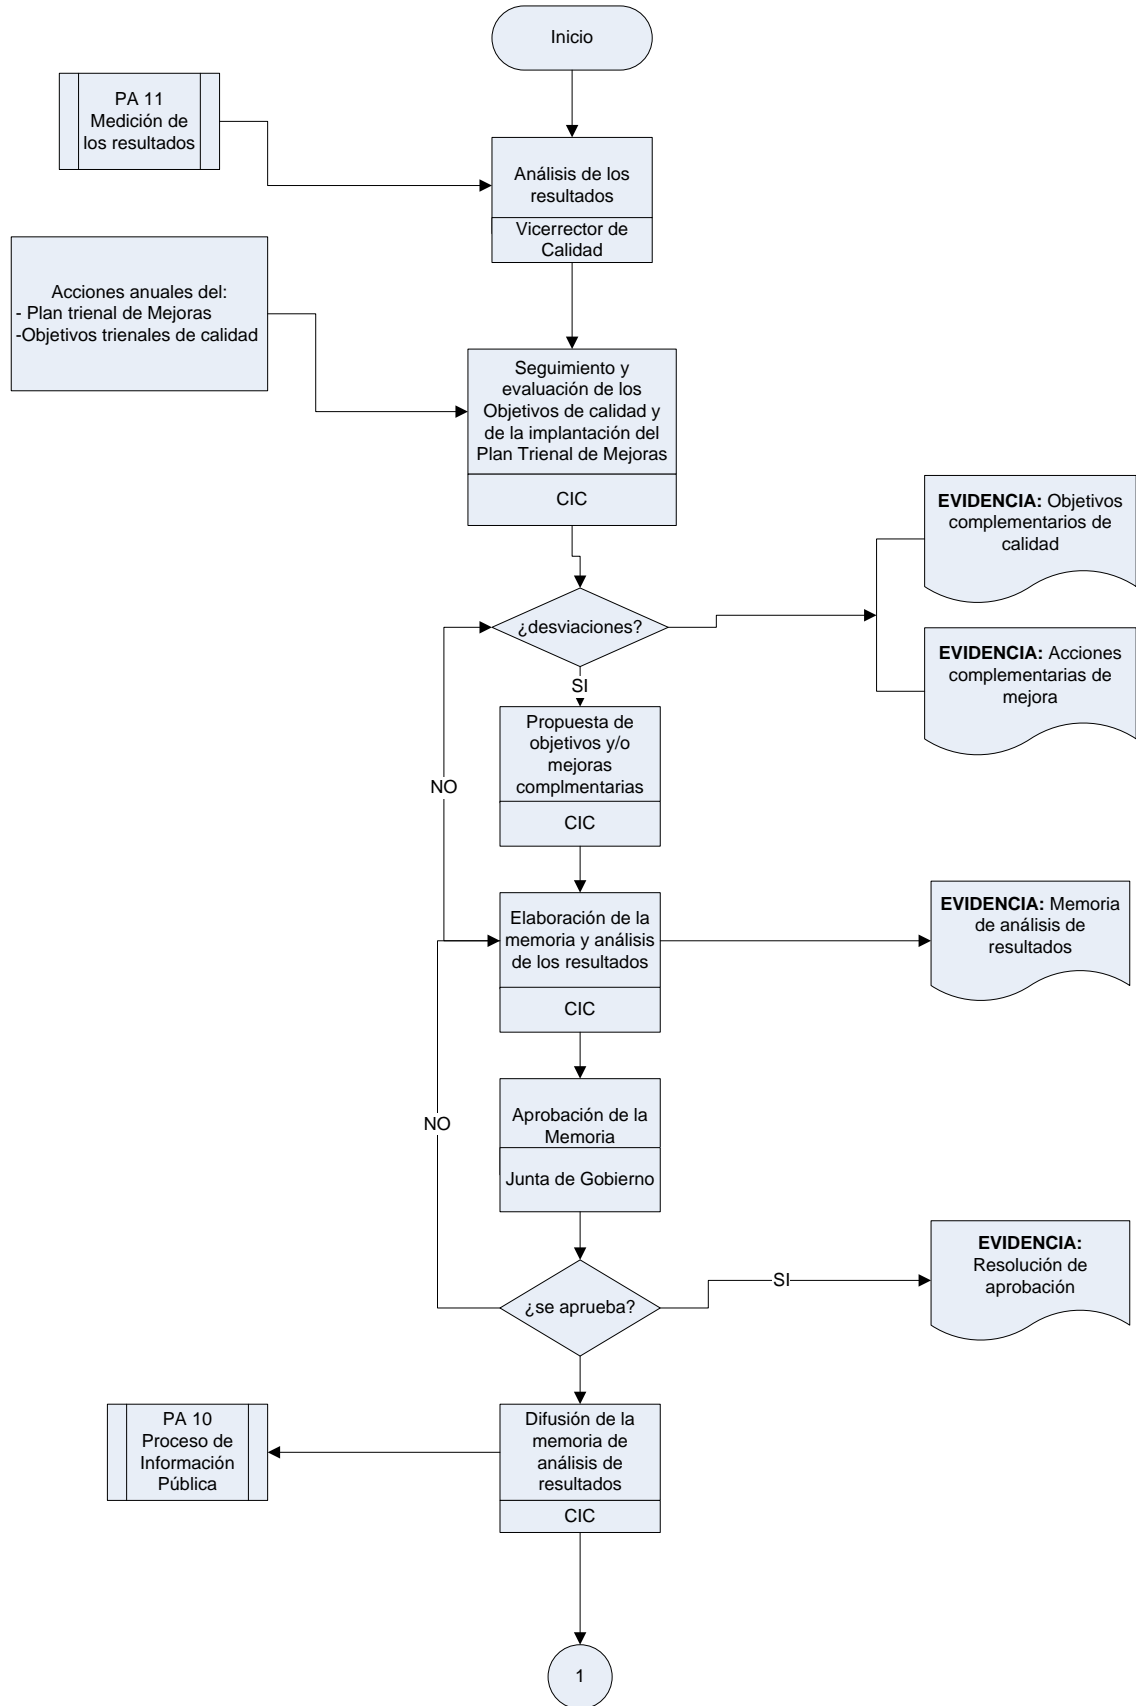 Inicio
PA 11
Medición de
los resultados
Análisis de los
resultados
Vicerrector de
Calidad
Acciones anuales del:
- Plan trienal de Mejoras
-Objetivos trienales de calidad
Seguimiento y
evaluación de los
Objetivos de calidad y
de la implantación del
Plan Trienal de Mejoras
CIC
EVIDENCIA: Objetivos
complementarios de
calidad
¿desviaciones?
EVIDENCIA: Acciones
complementarias de
mejora
SI
Propuesta de
objetivos y/o
mejoras
complmentarias
CIC
NO
Elaboración de la
memoria y análisis
de los resultados
CIC
EVIDENCIA: Memoria
de análisis de
resultados
Aprobación de la
Memoria
Junta de Gobierno
NO
¿se aprueba?
SI
EVIDENCIA:
Resolución de
aprobación
Difusión de la
memoria de
análisis de
resultados
CIC
PA 10
Proceso de
Información
Pública
1